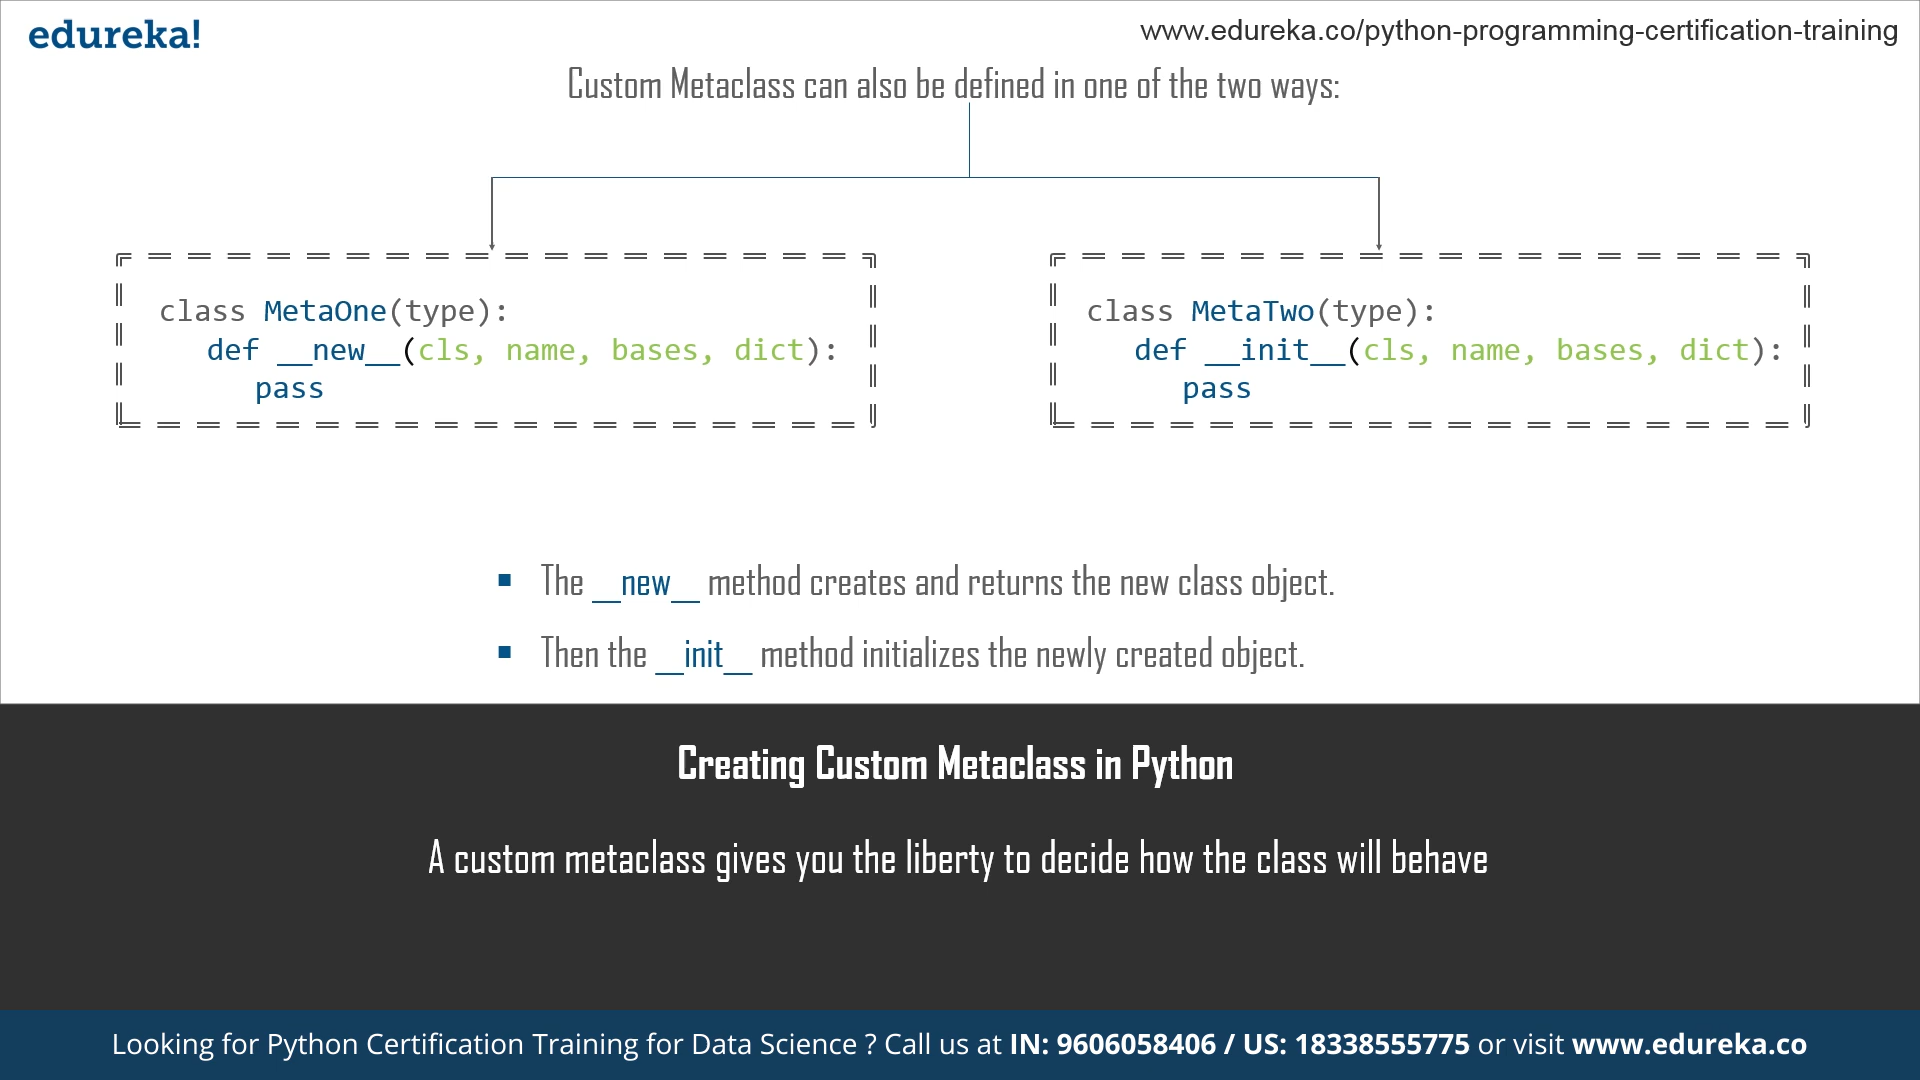 edureka!
www.edureka.co/python-programming-certification-training
Custom Metaclass can also be defined in one of the two ways:
class MetaOne(type):
def __new__(cls, name, bases, dict):
pass
class MetaTwo(type):
def __init__(cls, name, bases, dict):
pass
The __new__ method creates and returns the new class object.
Then the __init__ method initializes the newly created object.
Creating Custom Metaclass in Python
A custom metaclass gives you the liberty to decide how the class will behave
Looking for Python Certification Training for Data Science ? Call us at IN: 9606058406 / US: 18338555775 or visit www.edureka.co